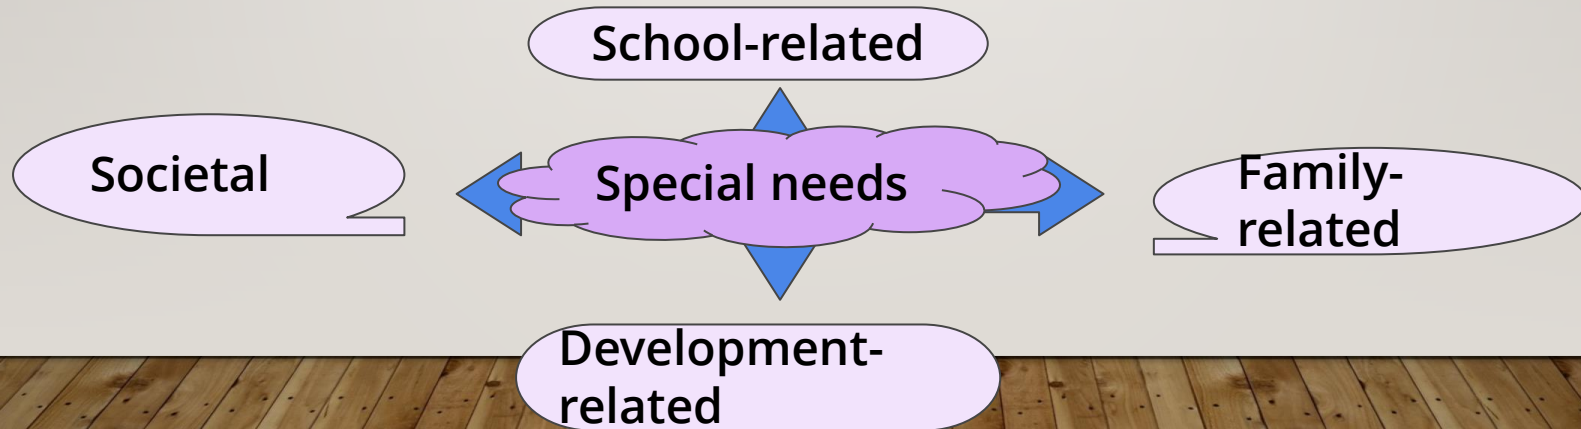 School-related
Societal
Special needs
Family-
related
Development-
related